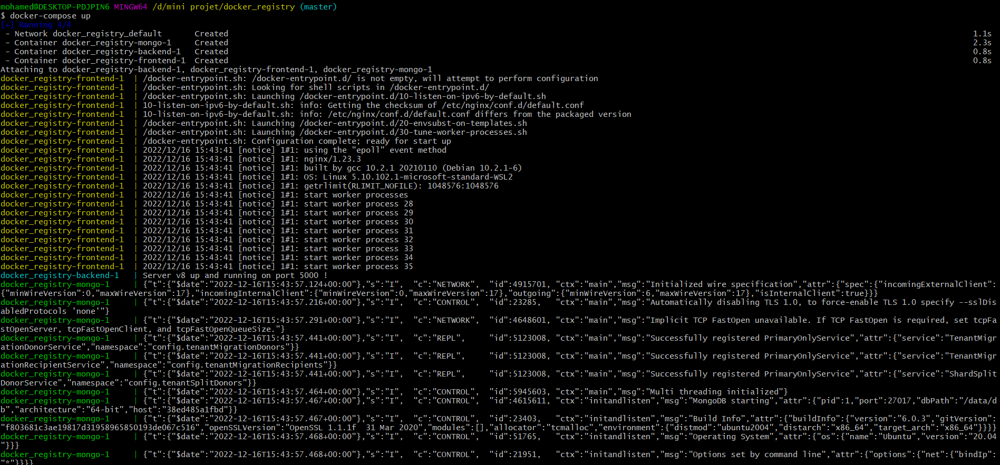 mohamed@DESKTOP-PDJPIN6 MINGW64 /d/mini projet/docker_registry (master)
$ docker-compose up
[+] Running 4/4
 - Network docker_registry_default       Created                                          1.1s
 - Container docker_registry-mongo-1     Created                                          2.3s
 - Container docker_registry-backend-1   Created                                          0.8s
 - Container docker_registry-frontend-1  Created                                          0.8s
Attaching to docker_registry-backend-1, docker_registry-frontend-1, docker_registry-mongo-1
docker_registry-frontend-1  | /docker-entrypoint.sh: /docker-entrypoint.d/ is not empty, will attempt to perform configuration
docker_registry-frontend-1  | /docker-entrypoint.sh: Looking for shell scripts in /docker-entrypoint.d/
docker_registry-frontend-1  | /docker-entrypoint.sh: Launching /docker-entrypoint.d/10-listen-on-ipv6-by-default.sh
docker_registry-frontend-1  | 10-listen-on-ipv6-by-default.sh: info: Getting the checksum of /etc/nginx/conf.d/default.conf
docker_registry-frontend-1  | 10-listen-on-ipv6-by-default.sh: info: /etc/nginx/conf.d/default.conf differs from the packaged version
docker_registry-frontend-1  | /docker-entrypoint.sh: Launching /docker-entrypoint.d/20-envsubst-on-templates.sh
docker_registry-frontend-1  | /docker-entrypoint.sh: Launching /docker-entrypoint.d/30-tune-worker-processes.sh
docker_registry-frontend-1  | /docker-entrypoint.sh: Configuration complete; ready for start up
docker_registry-frontend-1  | 2022/12/16 15:43:41 [notice] 1#1: using the "epoll" event method
docker_registry-frontend-1  | 2022/12/16 15:43:41 [notice] 1#1: nginx/1.23.3
docker_registry-frontend-1  | 2022/12/16 15:43:41 [notice] 1#1: built by gcc 10.2.1 20210110 (Debian 10.2.1-6)
docker_registry-frontend-1  | 2022/12/16 15:43:41 [notice] 1#1: OS: Linux 5.10.102.1-microsoft-standard-WSL2
docker_registry-frontend-1  | 2022/12/16 15:43:41 [notice] 1#1: getrlimit(RLIMIT_NOFILE): 1048576:1048576
docker_registry-frontend-1  | 2022/12/16 15:43:41 [notice] 1#1: start worker processes
docker_registry-frontend-1  | 2022/12/16 15:43:41 [notice] 1#1: start worker process 28
docker_registry-frontend-1  | 2022/12/16 15:43:41 [notice] 1#1: start worker process 29
docker_registry-frontend-1  | 2022/12/16 15:43:41 [notice] 1#1: start worker process 30
docker_registry-frontend-1  | 2022/12/16 15:43:41 [notice] 1#1: start worker process 31
docker_registry-frontend-1  | 2022/12/16 15:43:41 [notice] 1#1: start worker process 32
docker_registry-frontend-1  | 2022/12/16 15:43:41 [notice] 1#1: start worker process 33
docker_registry-frontend-1  | 2022/12/16 15:43:41 [notice] 1#1: start worker process 34
docker_registry-frontend-1  | 2022/12/16 15:43:41 [notice] 1#1: start worker process 35
docker_registry-backend-1   | Server v8 up and running on port 5000 !
docker_registry-mongo-1     | {"t":{"$date":"2022-12-16T15:43:57.124+00:00"},"s":"I",  "c":"NETWORK",  "id":4915701, "ctx":"main","msg":"Initialized wire specification","attr":{"spec":{"incomingExternalClient":
{"minWireVersion":0,"maxWireVersion":17},"incomingInternalClient":{"minWireVersion":0,"maxWireVersion":17},"outgoing":{"minWireVersion":6,"maxWireVersion":17},"isInternalClient":true}}}
docker_registry-mongo-1     | {"t":{"$date":"2022-12-16T15:43:57.216+00:00"},"s":"I",  "c":"CONTROL",  "id":23285,   "ctx":"main","msg":"Automatically disabling TLS 1.0, to force-enable TLS 1.0 specify --sslDis
abledProtocols 'none'"}
docker_registry-mongo-1     | {"t":{"$date":"2022-12-16T15:43:57.291+00:00"},"s":"I",  "c":"NETWORK",  "id":4648601, "ctx":"main","msg":"Implicit TCP FastOpen unavailable. If TCP FastOpen is required, set tcpFa
stOpenServer, tcpFastOpenClient, and tcpFastOpenQueueSize."}
docker_registry-mongo-1     | {"t":{"$date":"2022-12-16T15:43:57.441+00:00"},"s":"I",  "c":"REPL",     "id":5123008, "ctx":"main","msg":"Successfully registered PrimaryOnlyService","attr":{"service":"TenantMigr
ationDonorService","namespace":"config.tenantMigrationDonors"}}
docker_registry-mongo-1     | {"t":{"$date":"2022-12-16T15:43:57.441+00:00"},"s":"I",  "c":"REPL",     "id":5123008, "ctx":"main","msg":"Successfully registered PrimaryOnlyService","attr":{"service":"TenantMigr
ationRecipientService","namespace":"config.tenantMigrationRecipients"}}
docker_registry-mongo-1     | {"t":{"$date":"2022-12-16T15:43:57.441+00:00"},"s":"I",  "c":"REPL",     "id":5123008, "ctx":"main","msg":"Successfully registered PrimaryOnlyService","attr":{"service":"ShardSplit
DonorService","namespace":"config.tenantSplitDonors"}}
docker_registry-mongo-1     | {"t":{"$date":"2022-12-16T15:43:57.464+00:00"},"s":"I",  "c":"CONTROL",  "id":5945603, "ctx":"main","msg":"Multi threading initialized"}
docker_registry-mongo-1     | {"t":{"$date":"2022-12-16T15:43:57.467+00:00"},"s":"I",  "c":"CONTROL",  "id":4615611, "ctx":"initandlisten","msg":"MongoDB starting","attr":{"pid":1,"port":27017,"dbPath":"/data/d
b","architecture":"64-bit","host":"38ed485a1fbd"}}
docker_registry-mongo-1     | {"t":{"$date":"2022-12-16T15:43:57.467+00:00"},"s":"I",  "c":"CONTROL",  "id":23403,   "ctx":"initandlisten","msg":"Build Info","attr":{"buildInfo":{"version":"6.0.3","gitVersion":
"f803681c3ae19817d31958965850193de067c516","openSSLVersion":"OpenSSL 1.1.1f  31 Mar 2020","modules":[],"allocator":"tcmalloc","environment":{"distmod":"ubuntu2004","distarch":"x86_64","target_arch":"x86_64"}}}}
docker_registry-mongo-1     | {"t":{"$date":"2022-12-16T15:43:57.468+00:00"},"s":"I",  "c":"CONTROL",  "id":51765,   "ctx":"initandlisten","msg":"Operating System","attr":{"os":{"name":"Ubuntu","version":"20.04
"}}}
docker_registry-mongo-1     | {"t":{"$date":"2022-12-16T15:43:57.468+00:00"},"s":"I",  "c":"CONTROL",  "id":21951,   "ctx":"initandlisten","msg":"Options set by command line","attr":{"options":{"net":{"bindIp":
"*"}}}}